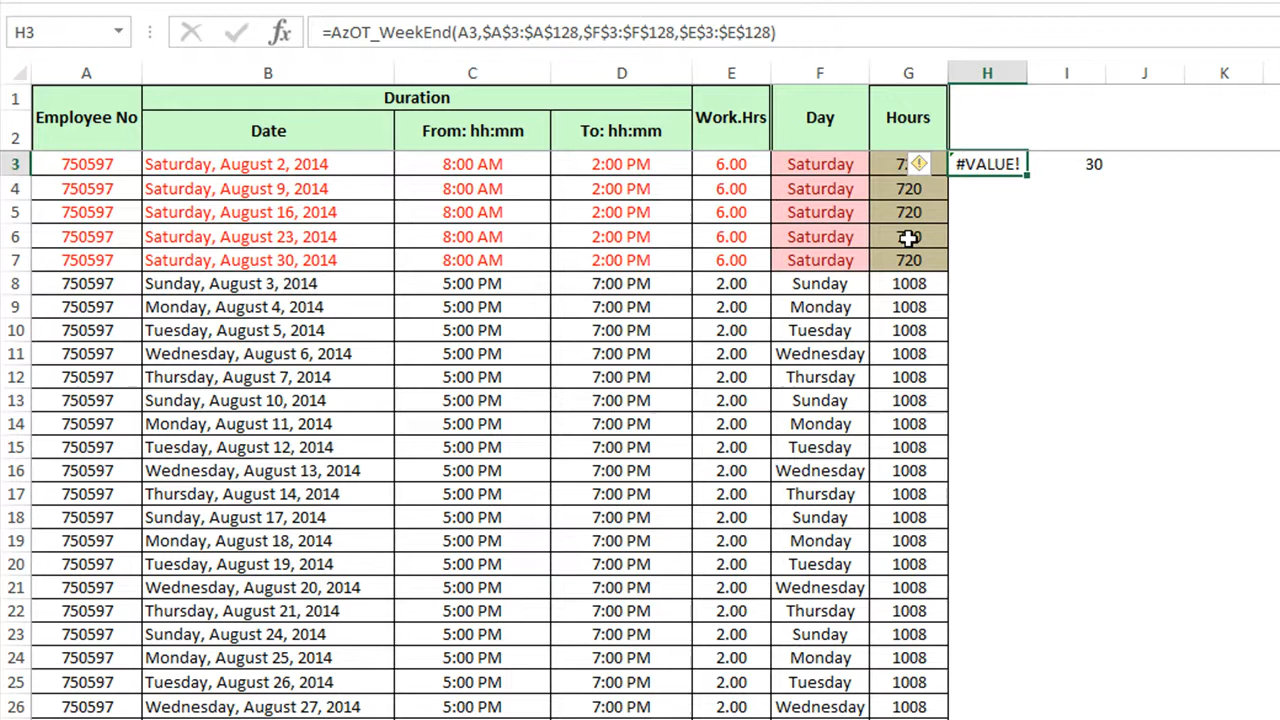 H3 fx =AzOT_WeekEnd(A3,$A$3:$A$128,$F$3:$F$128,$E$3:$E$128)
A B C D E F G H I J K
1 Employee No Duration Work.Hrs Day Hours
2 Date From: hh:mm To: hh:mm
3 750597 Saturday, August 2, 2014 8:00 AM 2:00 PM 6.00 Saturday #VALUE! 30
4 750597 Saturday, August 9, 2014 8:00 AM 2:00 PM 6.00 Saturday 720
5 750597 Saturday, August 16, 2014 8:00 AM 2:00 PM 6.00 Saturday 720
6 750597 Saturday, August 23, 2014 8:00 AM 2:00 PM 6.00 Saturday
7 750597 Saturday, August 30, 2014 8:00 AM 2:00 PM 6.00 Saturday 720
8 750597 Sunday, August 3, 2014 5:00 PM 7:00 PM 2.00 Sunday 1008
9 750597 Monday, August 4, 2014 5:00 PM 7:00 PM 2.00 Monday 1008
10 750597 Tuesday, August 5, 2014 5:00 PM 7:00 PM 2.00 Tuesday 1008
11 750597 Wednesday, August 6, 2014 5:00 PM 7:00 PM 2.00 Wednesday 1008
12 750597 Thursday, August 7, 2014 5:00 PM 7:00 PM 2.00 Thursday 1008
13 750597 Sunday, August 10, 2014 5:00 PM 7:00 PM 2.00 Sunday 1008
14 750597 Monday, August 11, 2014 5:00 PM 7:00 PM 2.00 Monday 1008
15 750597 Tuesday, August 12, 2014 5:00 PM 7:00 PM 2.00 Tuesday 1008
16 750597 Wednesday, August 13, 2014 5:00 PM 7:00 PM 2.00 Wednesday 1008
17 750597 Thursday, August 14, 2014 5:00 PM 7:00 PM 2.00 Thursday 1008
18 750597 Sunday, August 17, 2014 5:00 PM 7:00 PM 2.00 Sunday 1008
19 750597 Monday, August 18, 2014 5:00 PM 7:00 PM 2.00 Monday 1008
20 750597 Tuesday, August 19, 2014 5:00 PM 7:00 PM 2.00 Tuesday 1008
21 750597 Wednesday, August 20, 2014 5:00 PM 7:00 PM 2.00 Wednesday 1008
22 750597 Thursday, August 21, 2014 5:00 PM 7:00 PM 2.00 Thursday 1008
23 750597 Sunday, August 24, 2014 5:00 PM 7:00 PM 2.00 Sunday 1008
24 750597 Monday, August 25, 2014 5:00 PM 7:00 PM 2.00 Monday 1008
25 750597 Tuesday, August 26, 2014 5:00 PM 7:00 PM 2.00 Tuesday 1008
26 750597 Wednesday, August 27, 2014 5:00 PM 7:00 PM 2.00 Wednesday 1008